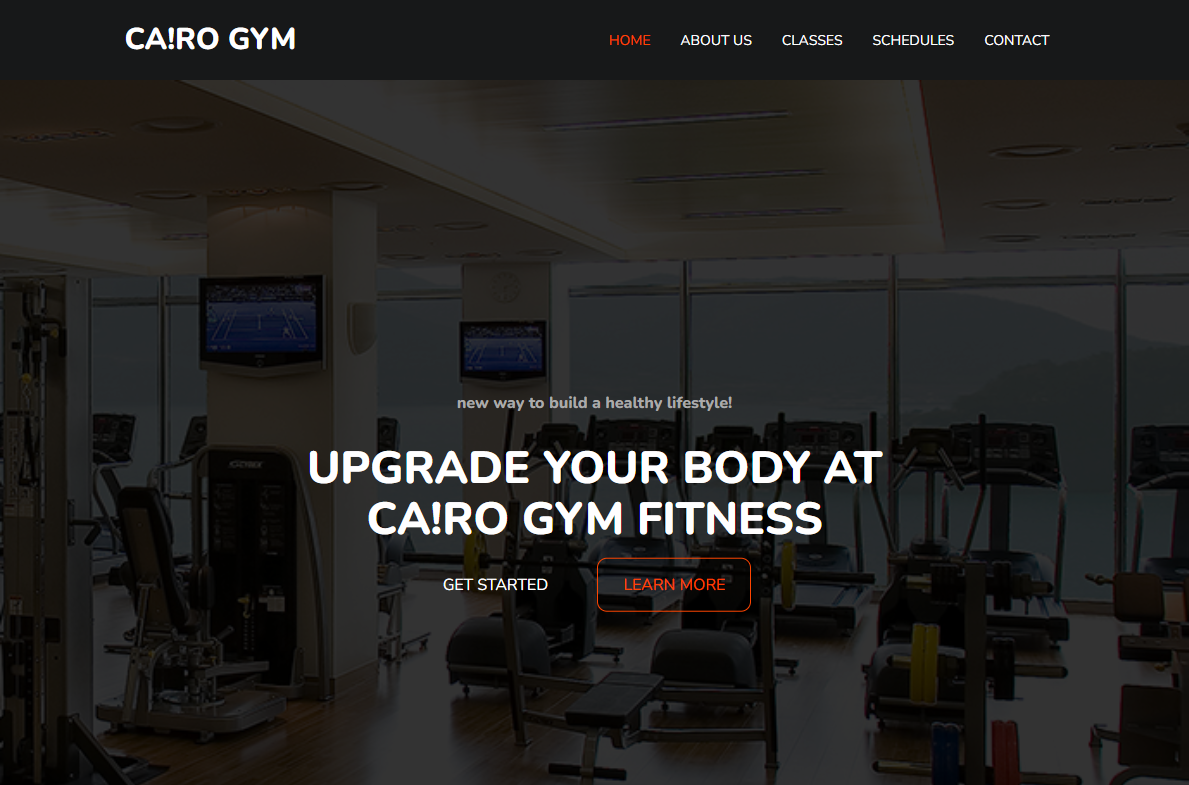 CA!RO GYM
HOME ABOUT US CLASSES SCHEDULES CONTACT
new way to build a healthy lifestyle!
UPGRADE YOUR BODY AT
CA!RO GYM FITNESS
GET STARTED LEARN MORE
CYBEX